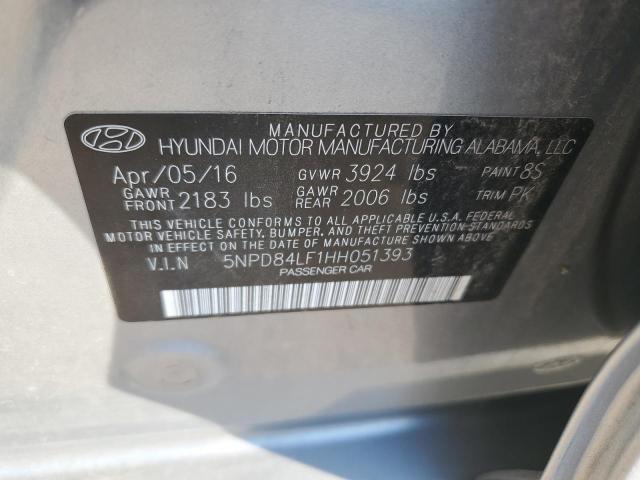 MANUFACTURED BY
HYUNDAI MOTOR MANUFACTURING ALABAMA, LLC
Apr/05/16 GVWR 3924 lbs PAINT 8S
GAWR FRONT 2183 lbs GAWR REAR 2006 lbs TRIM PK
THIS VEHICLE CONFORMS TO ALL APPLICABLE U.S. FEDERAL
MOTOR VEHICLE SAFETY, BUMPER, AND THEFT PREVENTION STANDARDS
IN EFFECT ON THE DATE OF MANUFACTURE SHOWN ABOVE.
V.I.N 5NPD84LF1HH051393
PASSENGER CAR